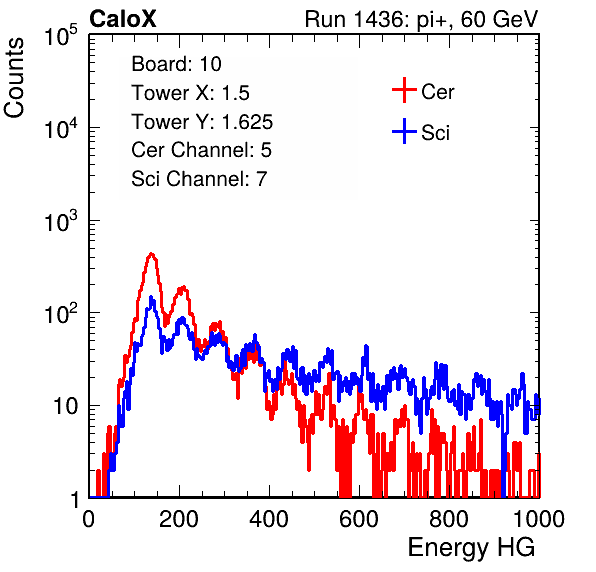 CaloX Run 1436: pi+, 60 GeV
Counts
Board: 10
Tower X: 1.5
Tower Y: 1.625
Cer Channel: 5
Sci Channel: 7
Cer
Sci
10^5
10^4
10^3
10^2
10
1
0 200 400 600 800 1000
Energy HG